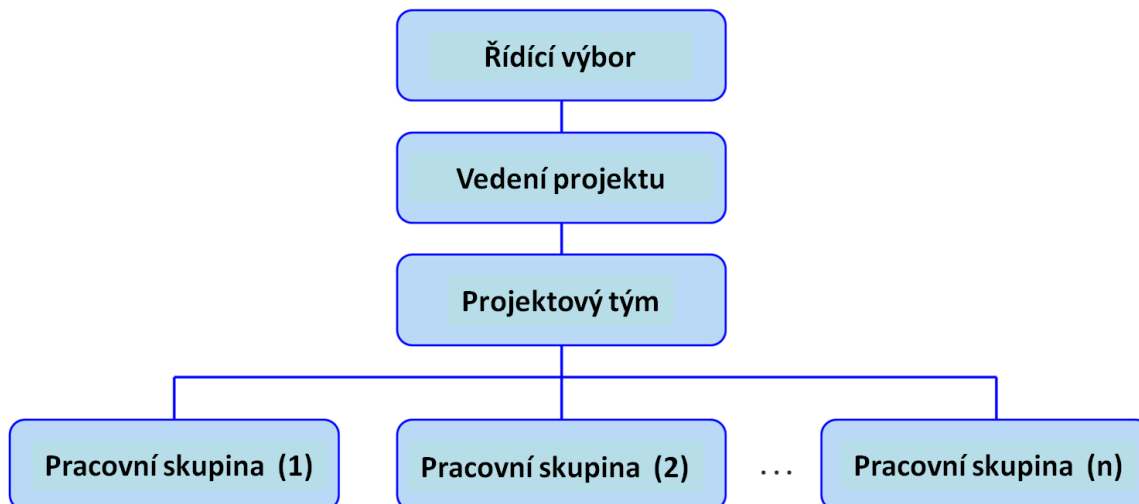 Řídící výbor
Vedení projektu
Projektový tým
Pracovní skupina (1)
Pracovní skupina (2)
...
Pracovní skupina (n)